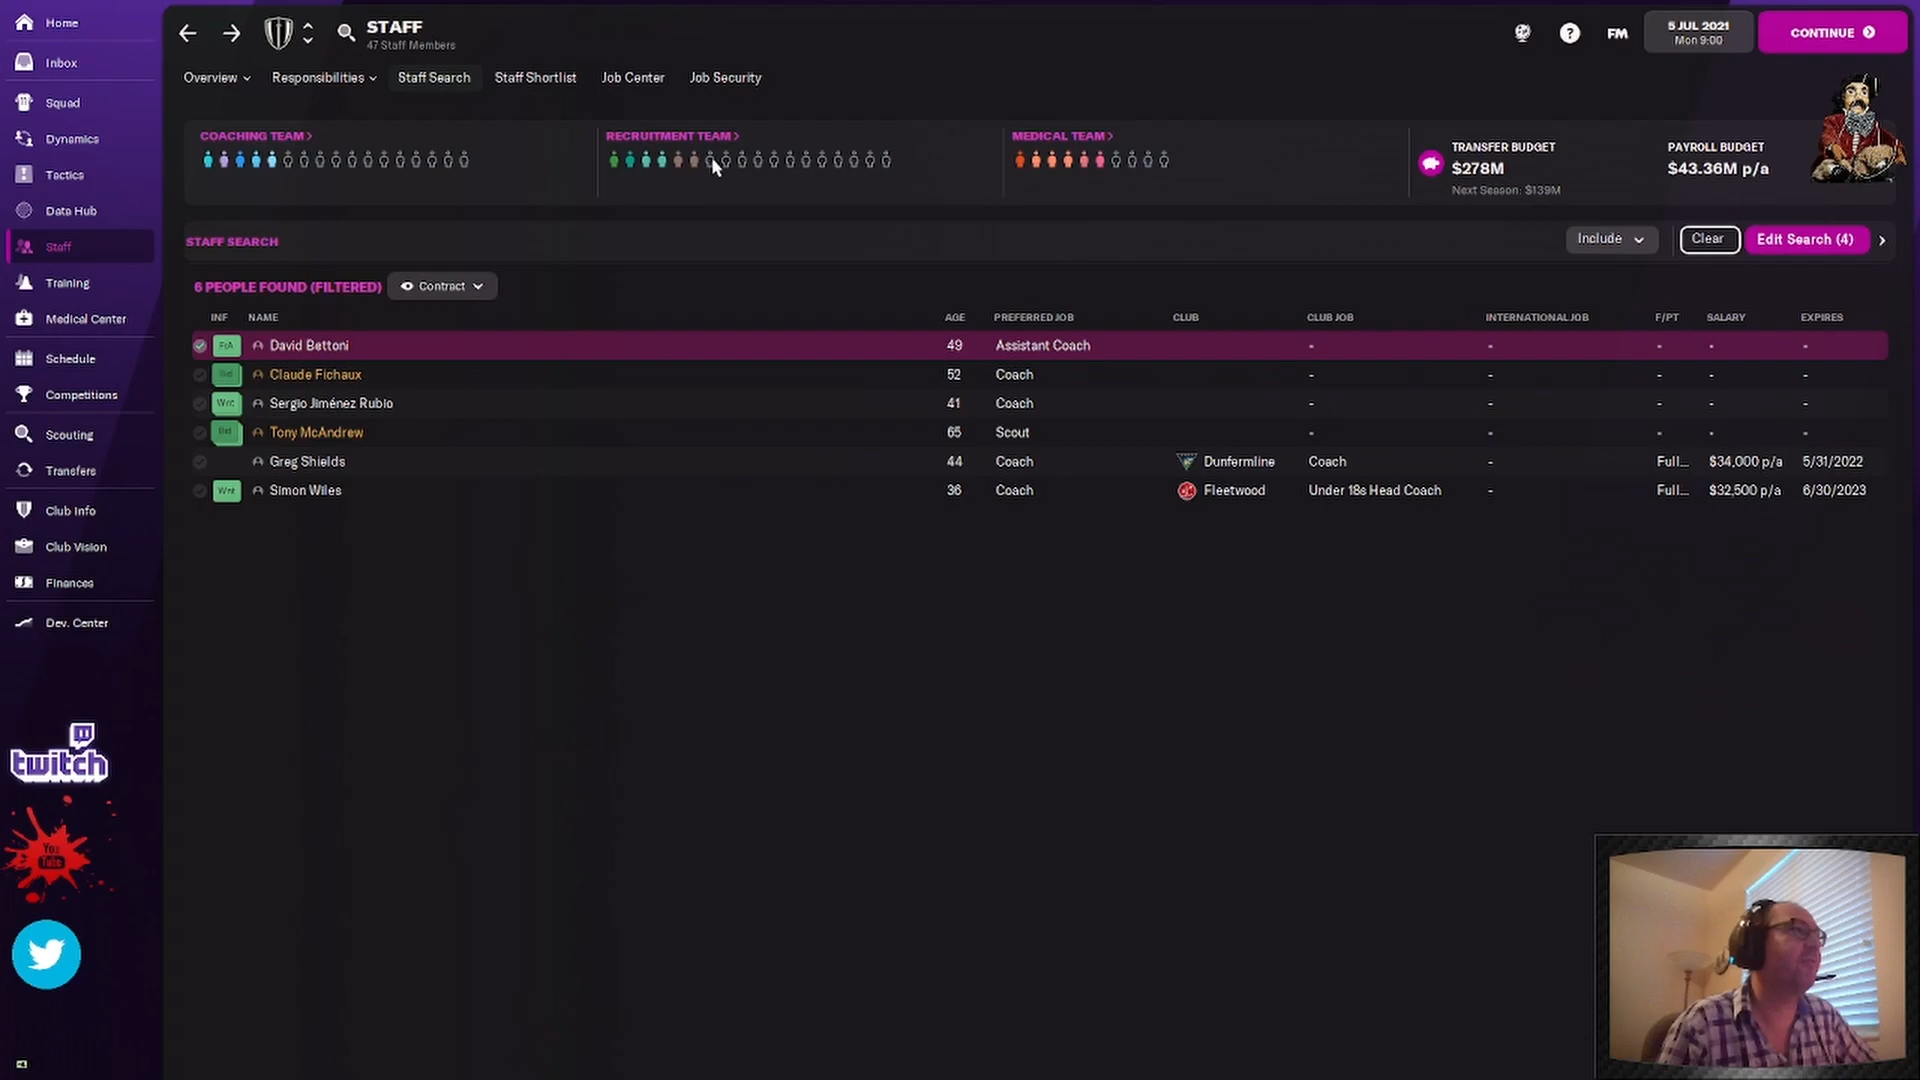 Home
Inbox
Squad
Dynamics
Tactics
Data Hub
Staff
Training
Medical Center
Schedule
Competitions
Scouting
Transfers
Club Info
Club Vision
Finances
Dev. Center
twitch
You
Tube
STAFF
47 Staff Members
FM
5 JUL 2021
Mon 9:00
CONTINUE
Overview
Responsibilities
Staff Search
Staff Shortlist
Job Center
Job Security
COACHING TEAM >
RECRUITMENT TEAM >
MEDICAL TEAM >
TRANSFER BUDGET
$278M
Next Season: $139M
PAYROLL BUDGET
$43.36M p/a
STAFF SEARCH
Include
Clear
Edit Search (4)
6 PEOPLE FOUND (FILTERED)
Contract
INF NAME AGE PREFERRED JOB CLUB CLUB JOB INTERNATIONAL JOB F/PT SALARY EXPIRES
FrA David Bettoni 49 Assistant Coach - - - - -
Claude Fichaux 52 Coach - - - - -
Wnt Sergio Jiménez Rubio 41 Coach - - - - -
Tony McAndrew 65 Scout - - - - -
Greg Shields 44 Coach Dunfermline Coach - Full... $34,000 p/a 5/31/2022
Wnt Simon Wiles 36 Coach Fleetwood Under 18s Head Coach - Full... $32,500 p/a 6/30/2023